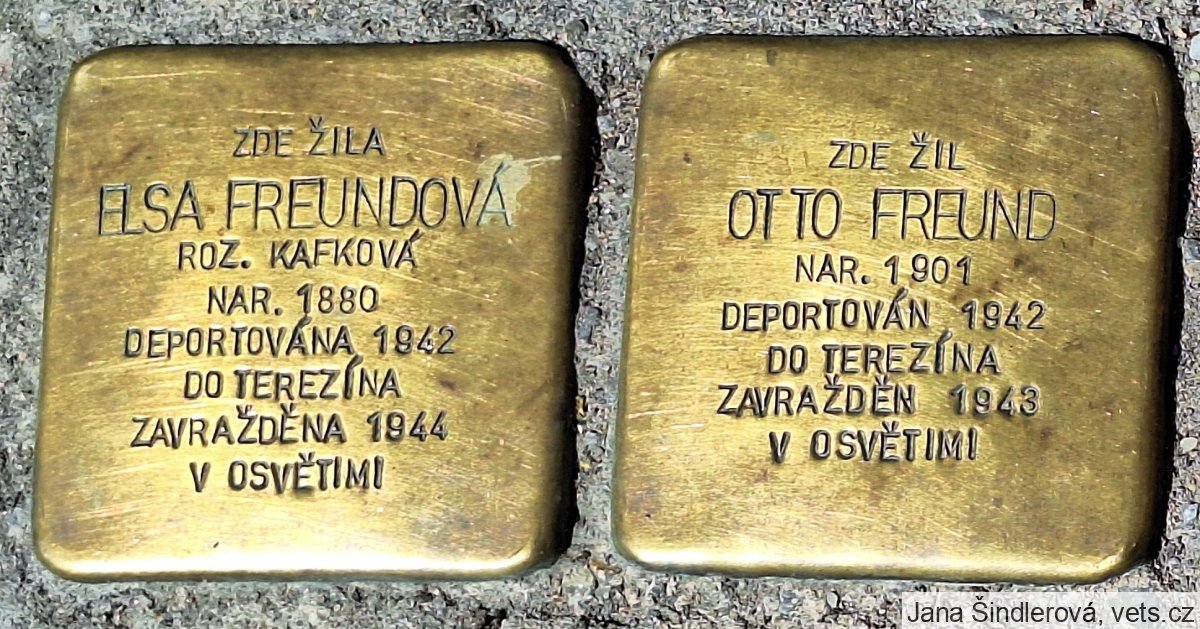 ZDE ŽILA
ELSA FREUNDOVÁ
ROZ. KAFKOVÁ
NAR. 1880
DEPORTOVÁNA 1942
DO TEREZÍNA
ZAVRAŽDĚNA 1944
V OSVĚTIMI
ZDE ŽIL
OTTO FREUND
NAR. 1901
DEPORTOVÁN 1942
DO TEREZÍNA
ZAVRAŽDĚN 1943
V OSVĚTIMI
Jana Šindlerová, vets.cz